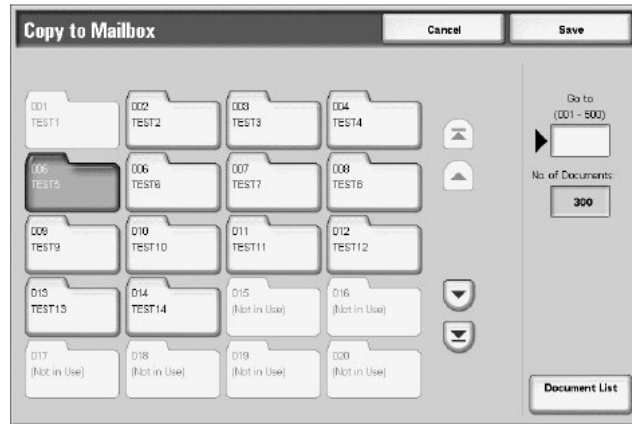 Copy to Mailbox
Cancel
Save
001
TEST1
002
TEST2
003
TEST3
004
TEST4
005
TEST5
006
TEST6
007
TEST7
008
TEST8
009
TEST9
010
TEST10
011
TEST11
012
TEST12
013
TEST13
014
TEST14
015
(Not in Use)
016
(Not in Use)
017
(Not in Use)
018
(Not in Use)
019
(Not in Use)
020
(Not in Use)
Go to
(001 - 500)
No. of Documents
300
Document List